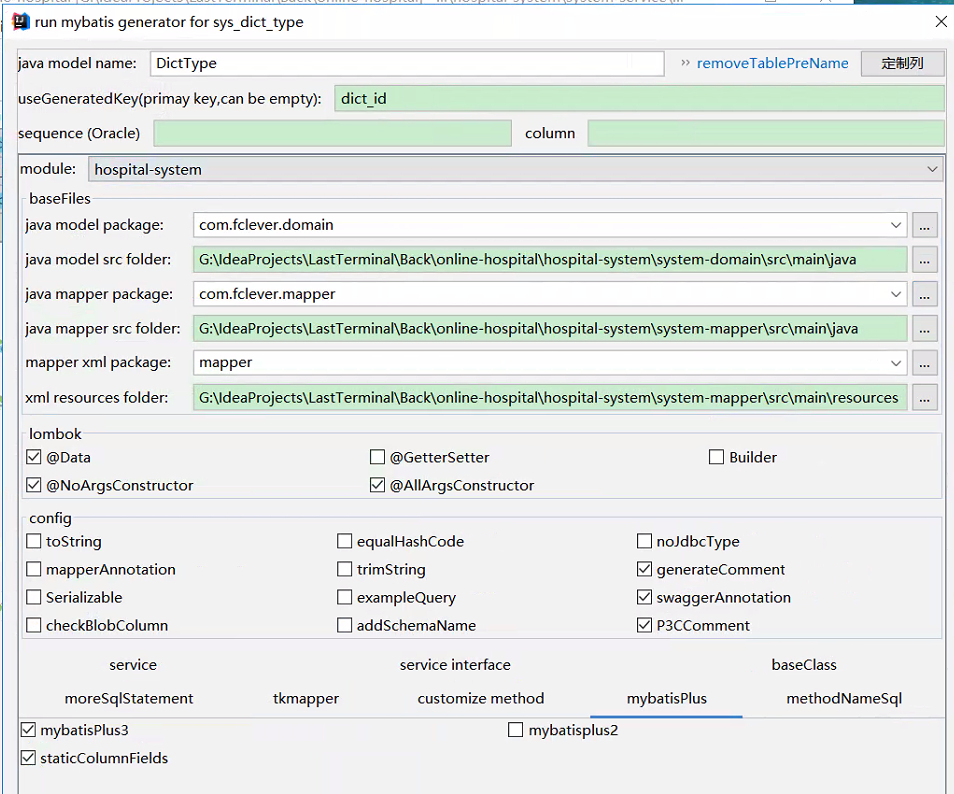 run mybatis generator for sys_dict_type
java model name: DictType >> removeTablePreName 定制列
useGeneratedKey(primay key,can be empty): dict_id
sequence (Oracle) column
module: hospital-system
baseFiles
java model package: com.fclever.domain ...
java model src folder: G:\IdeaProjects\LastTerminal\Back\online-hospital\hospital-system\system-domain\src\main\java ...
java mapper package: com.fclever.mapper ...
java mapper src folder: G:\IdeaProjects\LastTerminal\Back\online-hospital\hospital-system\system-mapper\src\main\java ...
mapper xml package: mapper ...
xml resources folder: G:\IdeaProjects\LastTerminal\Back\online-hospital\hospital-system\system-mapper\src\main\resources ...
lombok
@Data @GetterSetter Builder
@NoArgsConstructor @AllArgsConstructor
config
toString equalHashCode noJdbcType
mapperAnnotation trimString generateComment
Serializable exampleQuery swaggerAnnotation
checkBlobColumn addSchemaName P3CComment
service service interface baseClass
moreSqlStatement tkmapper customize method mybatisPlus methodNameSql
mybatisPlus3 mybatisplus2
staticColumnFields